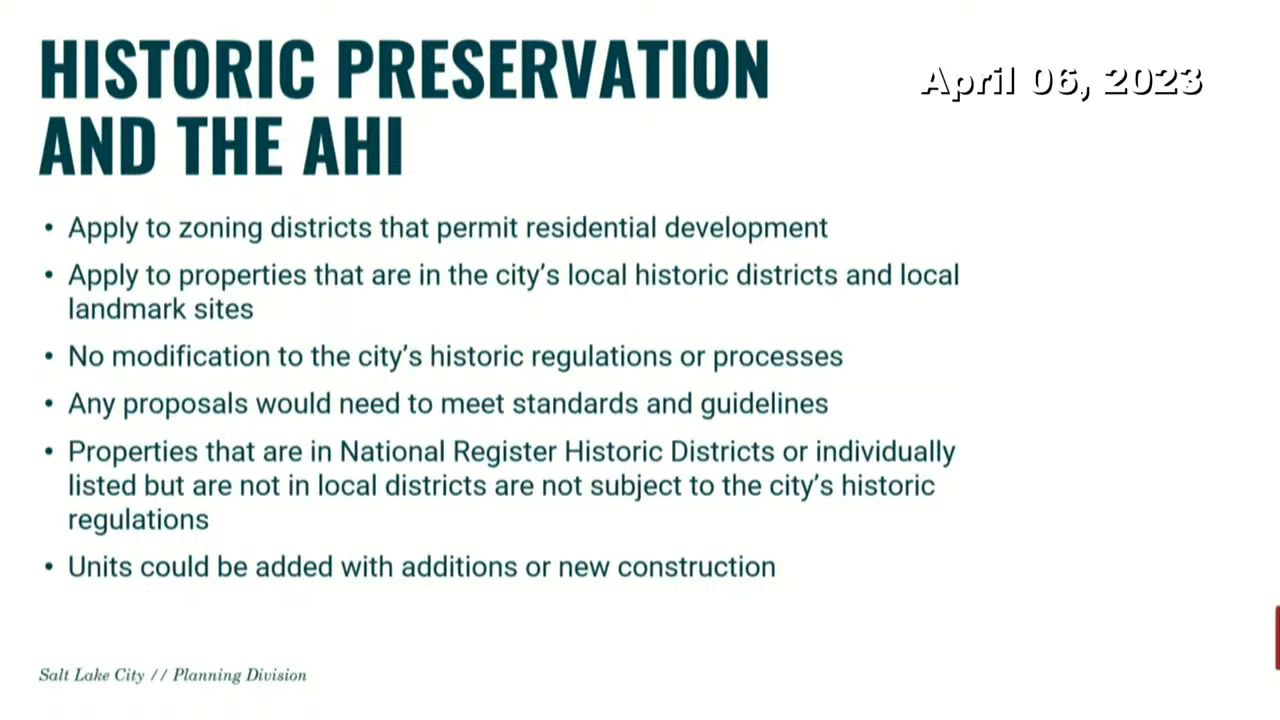 HISTORIC PRESERVATION
AND THE AHI
April 06, 2023
• Apply to zoning districts that permit residential development
• Apply to properties that are in the city’s local historic districts and local
landmark sites
• No modification to the city’s historic regulations or processes
• Any proposals would need to meet standards and guidelines
• Properties that are in National Register Historic Districts or individually
listed but are not in local districts are not subject to the city’s historic
regulations
• Units could be added with additions or new construction
Salt Lake City // Planning Division